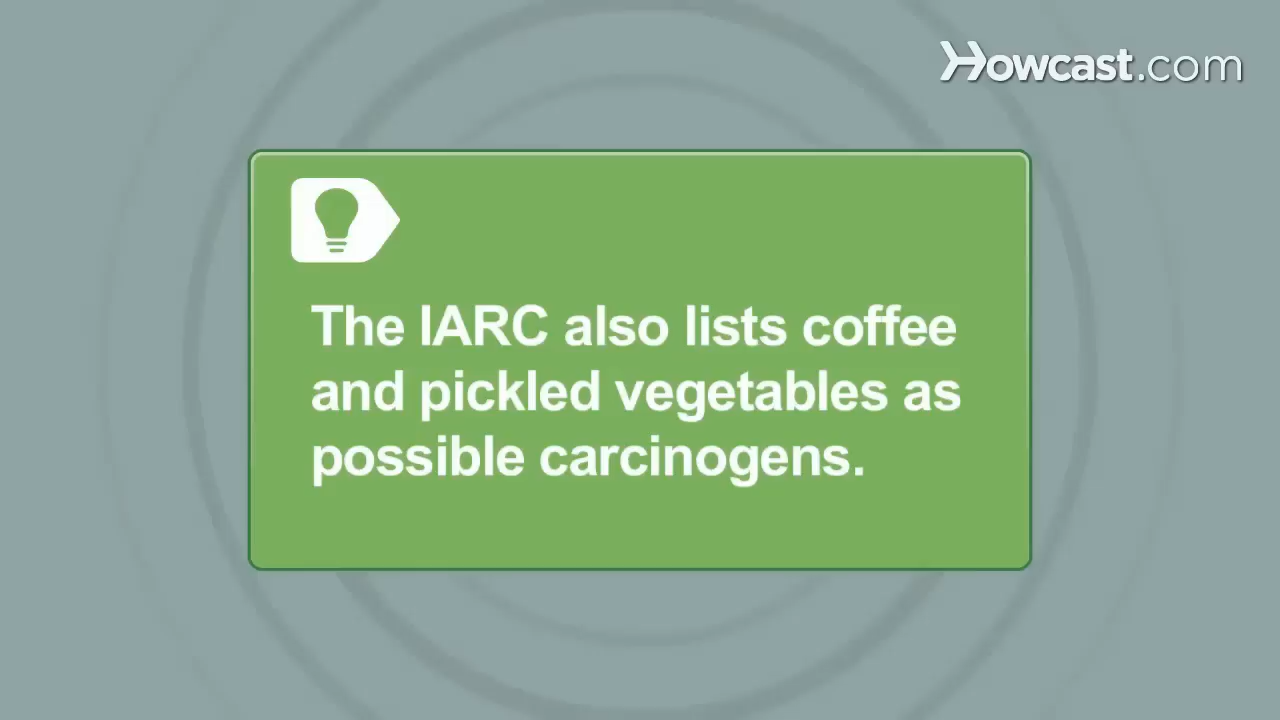 Howcast.com
The IARC also lists coffee
and pickled vegetables as
possible carcinogens.